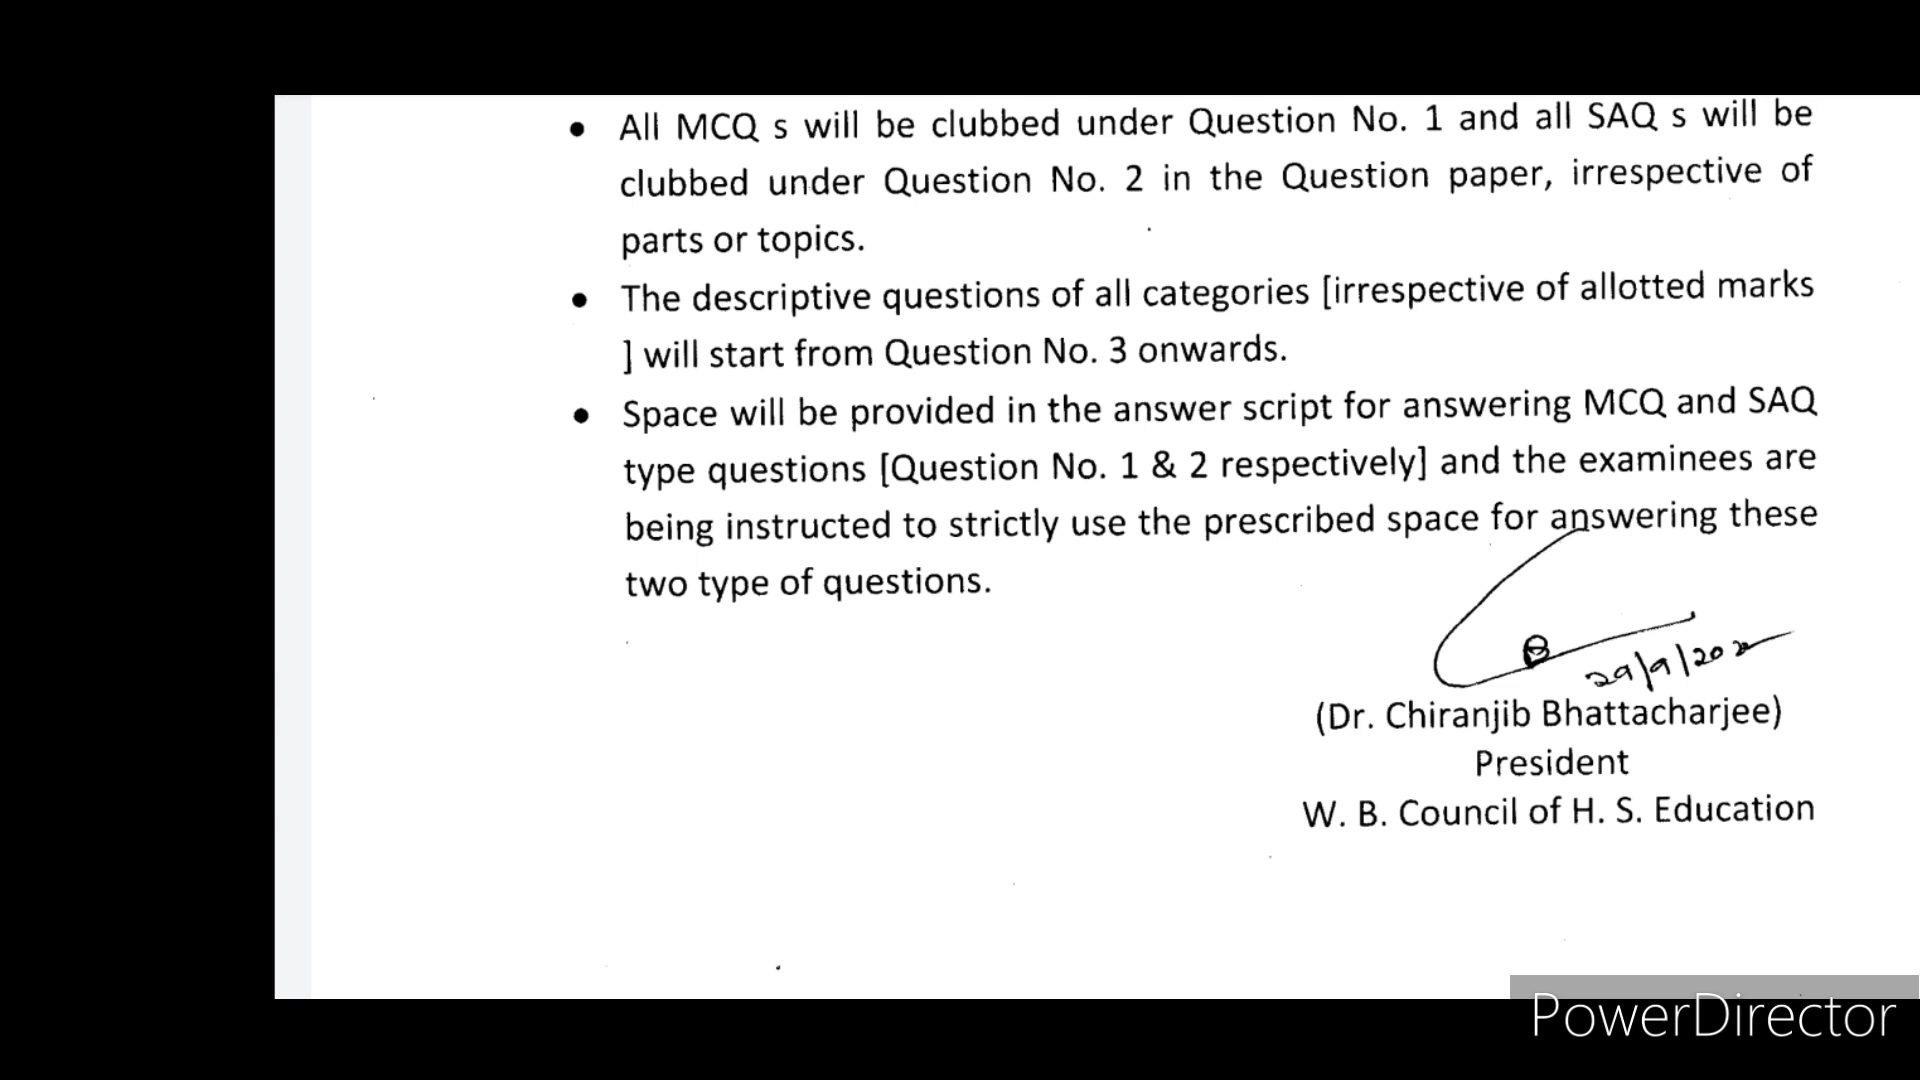 • All MCQ s will be clubbed under Question No. 1 and all SAQ s will be
clubbed under Question No. 2 in the Question paper, irrespective of
parts or topics.
• The descriptive questions of all categories [irrespective of allotted marks
] will start from Question No. 3 onwards.
• Space will be provided in the answer script for answering MCQ and SAQ
type questions [Question No. 1 & 2 respectively] and the examinees are
being instructed to strictly use the prescribed space for answering these
two type of questions.
(Dr. Chiranjib Bhattacharjee)
President
W. B. Council of H. S. Education
PowerDirector